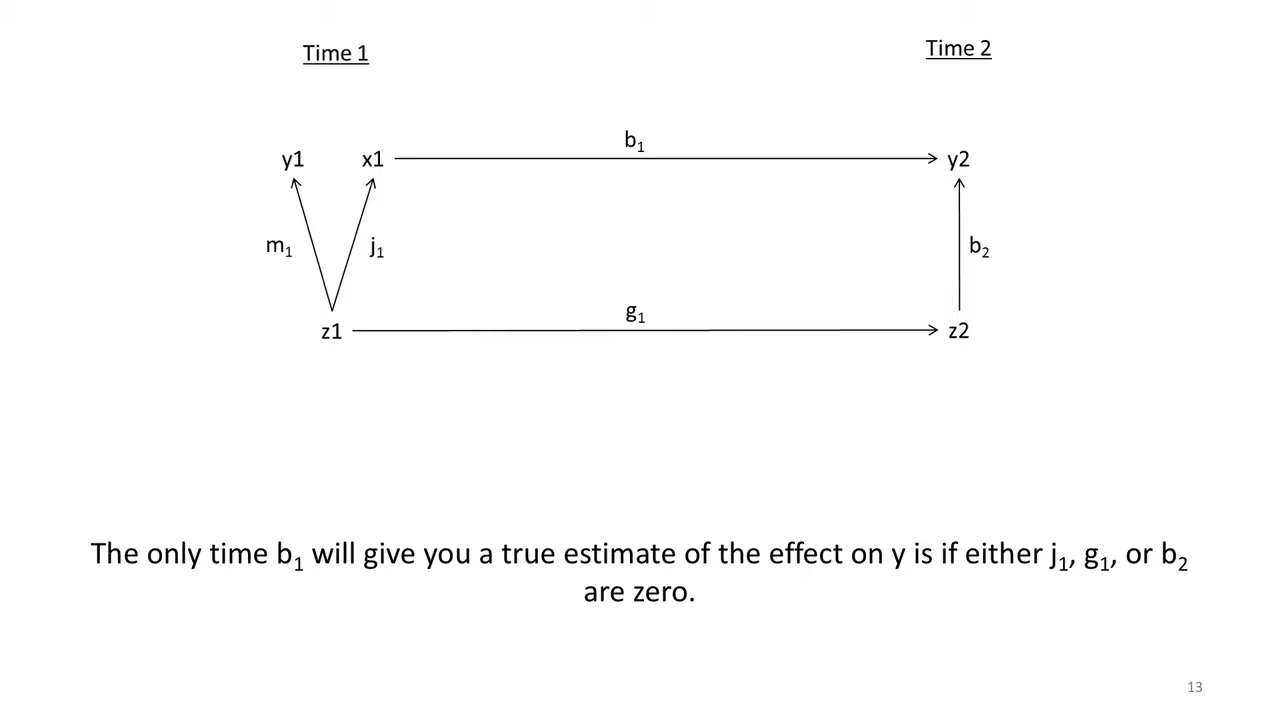 Time 1
Time 2
b₁
y1
x1
y2
m₁
j₁
b₂
g₁
z1
z2
The only time b₁ will give you a true estimate of the effect on y is if either j₁, g₁, or b₂
are zero.
13